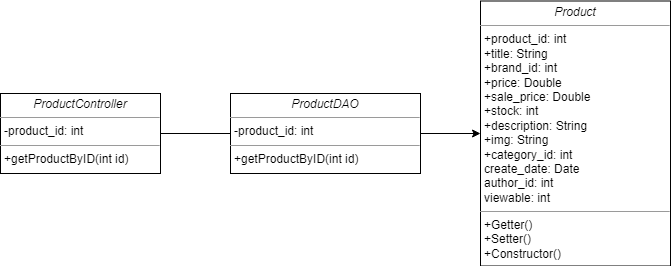 ProductController
-product_id: int
+getProductByID(int id)
ProductDAO
-product_id: int
+getProductByID(int id)
Product
+product_id: int
+title: String
+brand_id: int
+price: Double
+sale_price: Double
+stock: int
+description: String
+img: String
+category_id: int
create_date: Date
author_id: int
viewable: int
+Getter()
+Setter()
+Constructor()